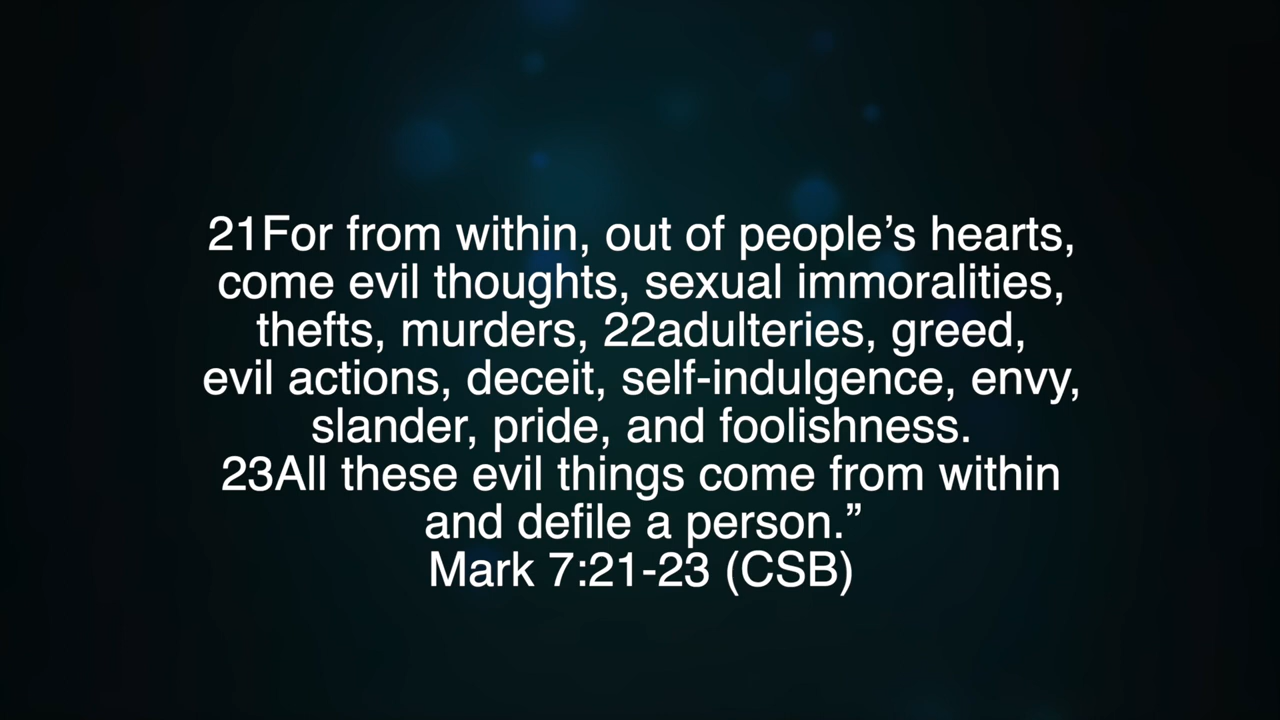 21For from within, out of people’s hearts,
come evil thoughts, sexual immoralities,
thefts, murders, 22adulteries, greed,
evil actions, deceit, self-indulgence, envy,
slander, pride, and foolishness.
23All these evil things come from within
and defile a person.”
Mark 7:21-23 (CSB)